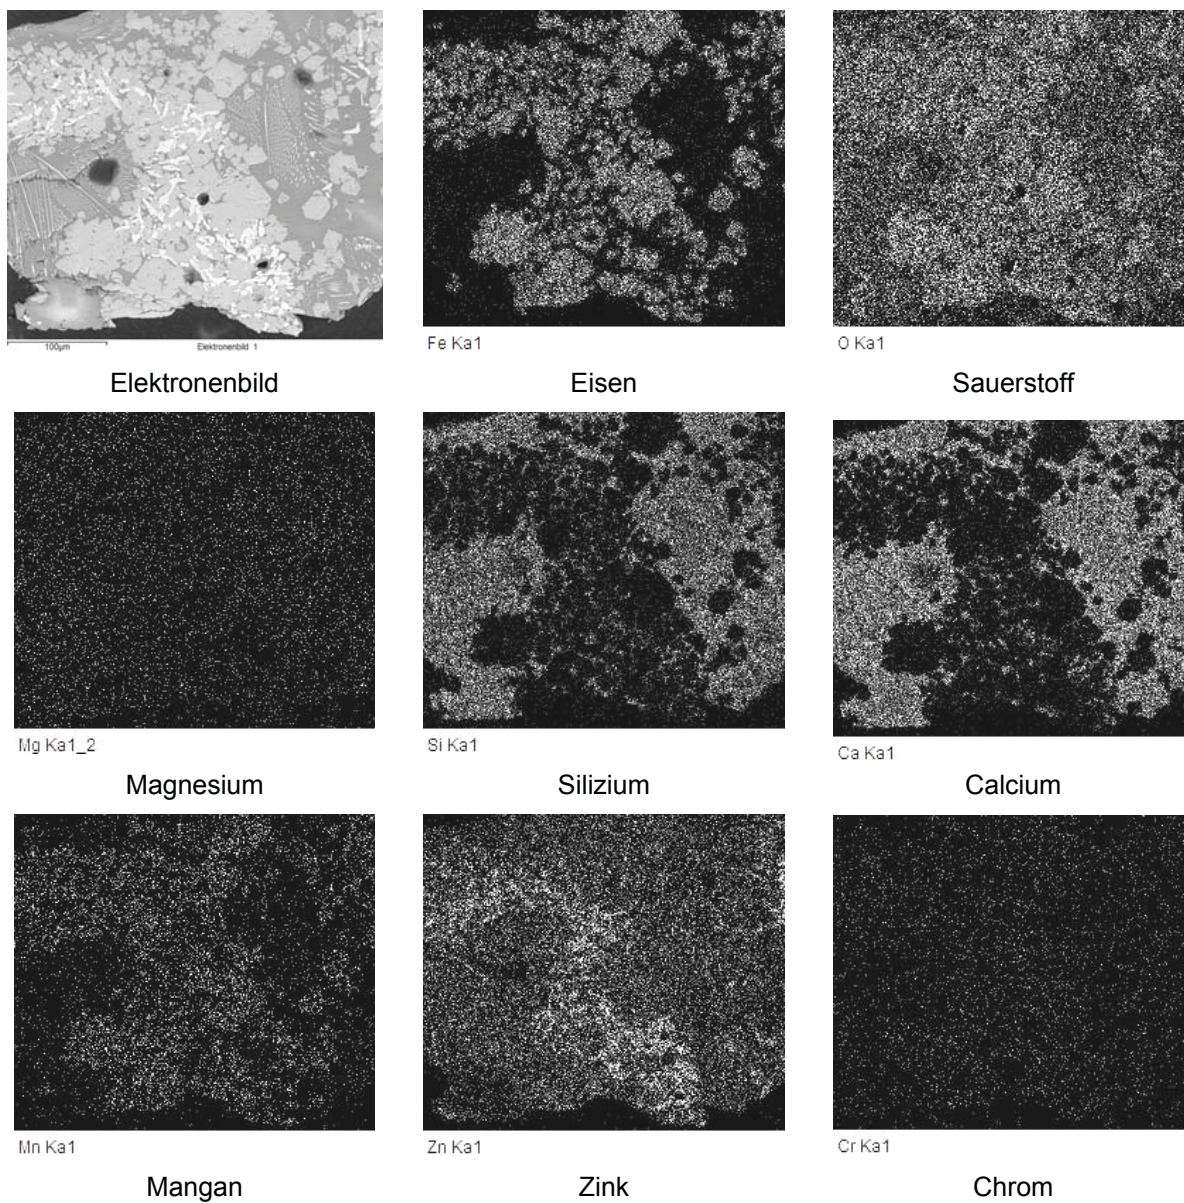 100µm Elektronenbild 1
Fe Ka1
O Ka1
Elektronenbild
Eisen
Sauerstoff
Mg Ka1_2
Si Ka1
Ca Ka1
Magnesium
Silizium
Calcium
Mn Ka1
Zn Ka1
Cr Ka1
Mangan
Zink
Chrom